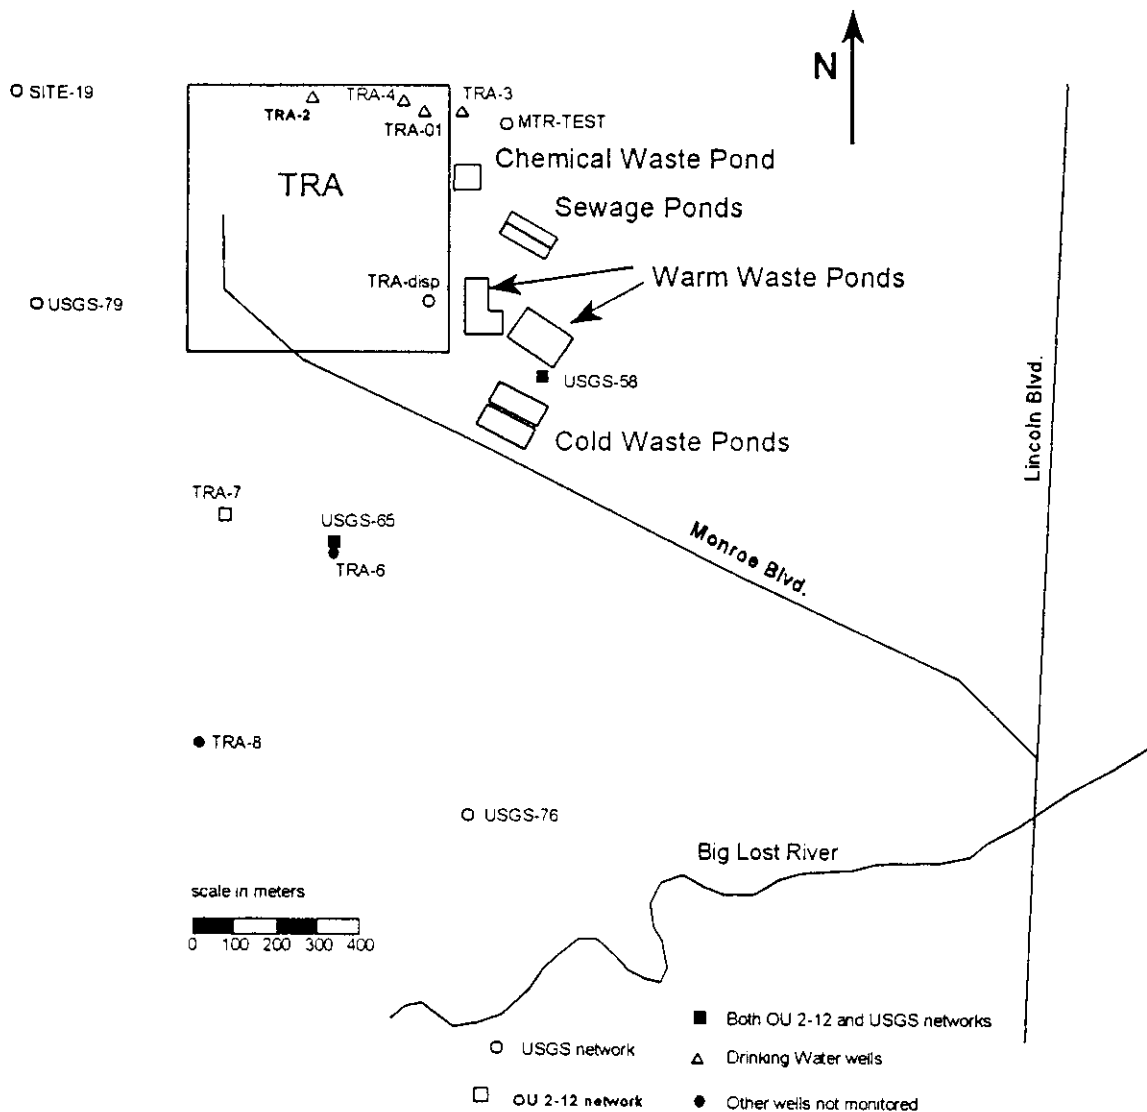 N
SITE-19
TRA-2
TRA-4
TRA-01
TRA-3
MTR-TEST
Chemical Waste Pond
TRA
Sewage Ponds
TRA-disp
Warm Waste Ponds
USGS-79
USGS-58
Lincoln Blvd.
Cold Waste Ponds
TRA-7
USGS-65
TRA-6
Monroe Blvd.
TRA-8
USGS-76
Big Lost River
scale in meters
0 100 200 300 400
Both OU 2-12 and USGS networks
USGS network
Drinking Water wells
OU 2-12 network
Other wells not monitored